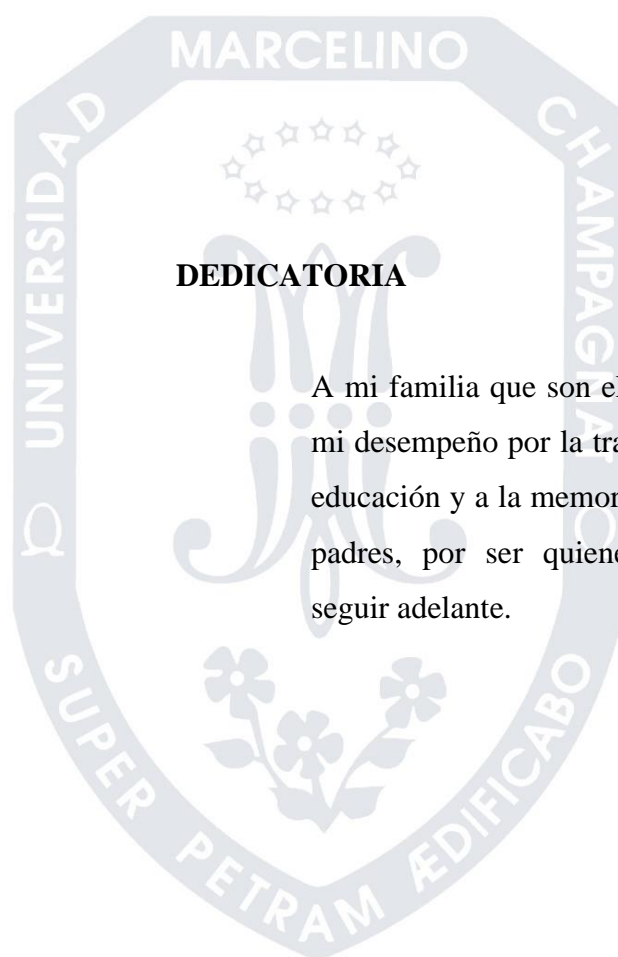 UNIVERSIDAD MARCELINO CHAMPAGNAT
DEDICATORIA
A mi familia que son el
mi desempeño por la tra
educación y a la memor
padres, por ser quiene
seguir adelante.
SUPER PETRAM ÆDIFICABO